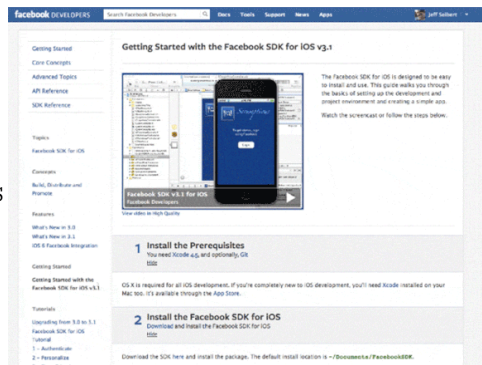 facebook DEVELOPERS
Search Facebook Developers
Docs Tools Support News Apps
Jeff Seibert
Getting Started
Core Concepts
Advanced Topics
API Reference
SDK Reference
Topics
Facebook SDK for iOS
Concepts
Build, Distribute and
Promote
Features
What's New in 3.0
What's New in 3.1
iOS 6 Facebook Integration
Getting Started
Getting Started with the
Facebook SDK for iOS v3.1
Tutorials
Upgrading from 3.0 to 3.1
Facebook SDK for iOS
Tutorial
1 - Authenticate
2 - Personalize
Getting Started with the Facebook SDK for iOS v3.1
Facebook SDK v3.1 for iOS
Facebook Developers
View video in High Quality
The Facebook SDK for iOS is designed to be easy
to install and use. This guide walks you through
the basics of setting up the development and
project environment and creating a simple app.
Watch the screencast or follow the steps below.
1 Install the Prerequisites
You need Xcode 4.5, and optionally, Git
Hide
OS X is required for all iOS development. If you're completely new to iOS development, you'll need Xcode installed on your
Mac too. It's available through the App Store.
2 Install the Facebook SDK for iOS
Download and install the Facebook SDK for iOS
Hide
Download the SDK here and install the package. The default install location is ~/Documents/FacebookSDK.